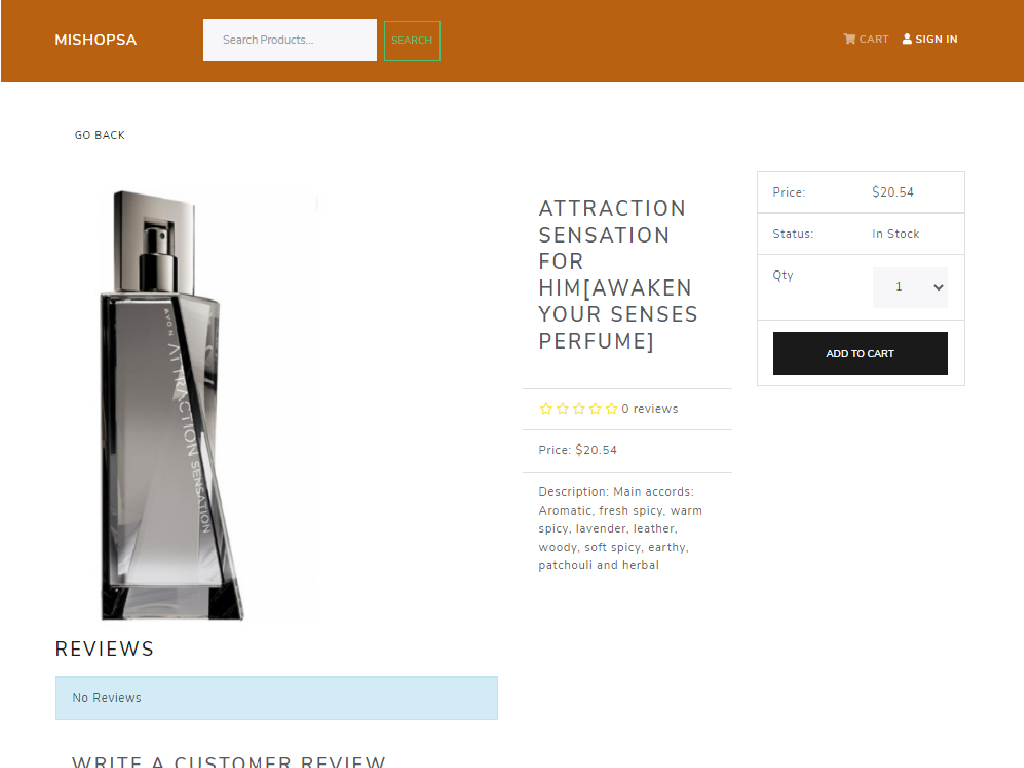 MISHOPSA
Search Products...
SEARCH
CART
SIGN IN
GO BACK
AVON ATTRACTION SENSATION
ATTRACTION
SENSATION
FOR
HIM[AWAKEN
YOUR SENSES
PERFUME]
0 reviews
Price: $20.54
Description: Main accords:
Aromatic, fresh spicy, warm
spicy, lavender, leather,
woody, soft spicy, earthy,
patchouli and herbal
Price: $20.54
Status: In Stock
Qty 1
ADD TO CART
REVIEWS
No Reviews
WRITE A CUSTOMER REVIEW